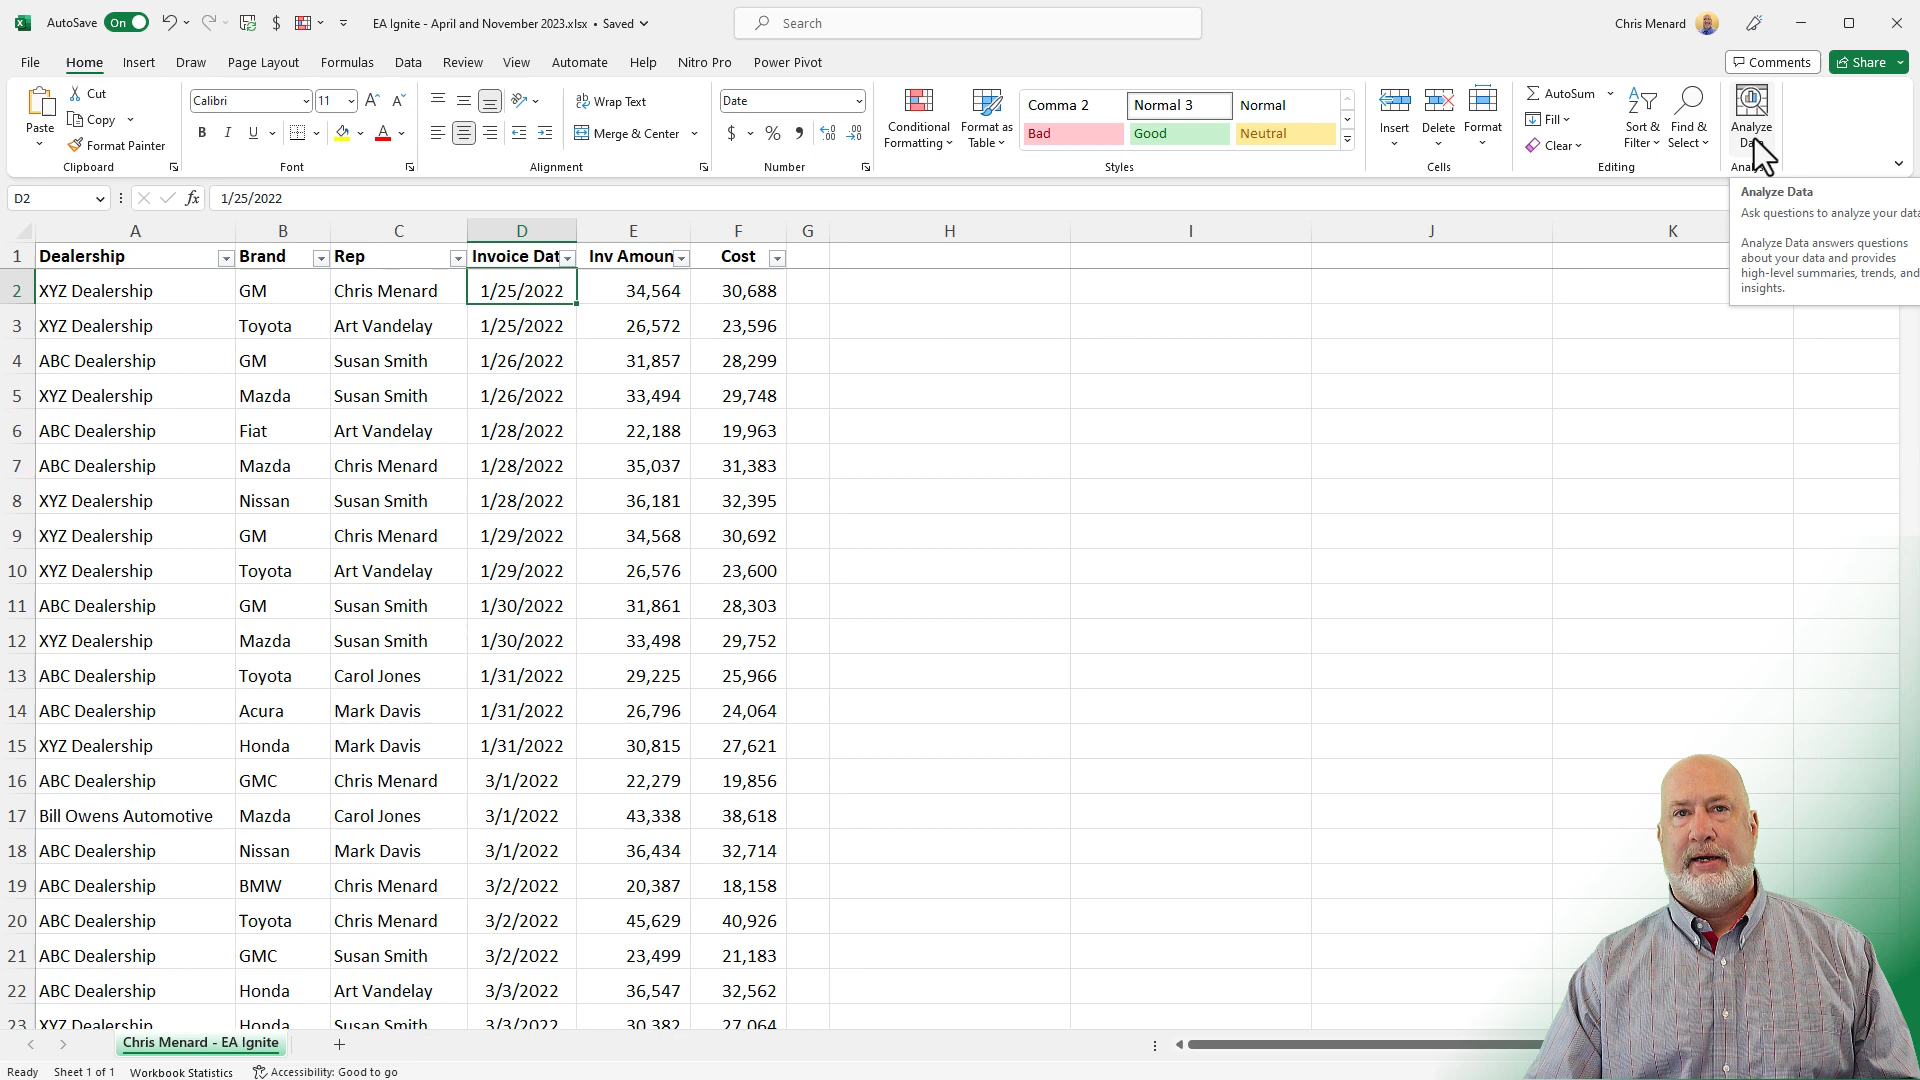 AutoSave On $ EA Ignite - April and November 2023.xlsx • Saved Search Chris Menard
File Home Insert Draw Page Layout Formulas Data Review View Automate Help Nitro Pro Power Pivot Comments Share
Paste
Cut
Copy
Format Painter
Clipboard
Calibri 11
B I U A
Font
Wrap Text
Merge & Center
Alignment
Date
$ % ,
Number
Conditional
Formatting
Format as
Table
Comma 2 Normal 3 Normal
Bad Good Neutral
Styles
Insert Delete Format
Cells
AutoSum
Fill
Clear
Sort &
Filter
Find &
Select
Editing
Analyze
D2 fx 1/25/2022
Analyze Data
Ask questions to analyze your data
Analyze Data answers questions
about your data and provides
high-level summaries, trends, and
insights.
A B C D E F G H I J K
1 Dealership Brand Rep Invoice Dat Inv Amoun Cost
2 XYZ Dealership GM Chris Menard 1/25/2022 34,564 30,688
3 XYZ Dealership Toyota Art Vandelay 1/25/2022 26,572 23,596
4 ABC Dealership GM Susan Smith 1/26/2022 31,857 28,299
5 XYZ Dealership Mazda Susan Smith 1/26/2022 33,494 29,748
6 ABC Dealership Fiat Art Vandelay 1/28/2022 22,188 19,963
7 ABC Dealership Mazda Chris Menard 1/28/2022 35,037 31,383
8 XYZ Dealership Nissan Susan Smith 1/28/2022 36,181 32,395
9 XYZ Dealership GM Chris Menard 1/29/2022 34,568 30,692
10 XYZ Dealership Toyota Art Vandelay 1/29/2022 26,576 23,600
11 ABC Dealership GM Susan Smith 1/30/2022 31,861 28,303
12 XYZ Dealership Mazda Susan Smith 1/30/2022 33,498 29,752
13 ABC Dealership Toyota Carol Jones 1/31/2022 29,225 25,966
14 ABC Dealership Acura Mark Davis 1/31/2022 26,796 24,064
15 XYZ Dealership Honda Mark Davis 1/31/2022 30,815 27,621
16 ABC Dealership GMC Chris Menard 3/1/2022 22,279 19,856
17 Bill Owens Automotive Mazda Carol Jones 3/1/2022 43,338 38,618
18 ABC Dealership Nissan Mark Davis 3/1/2022 36,434 32,714
19 ABC Dealership BMW Chris Menard 3/2/2022 20,387 18,158
20 ABC Dealership Toyota Chris Menard 3/2/2022 45,629 40,926
21 ABC Dealership GMC Susan Smith 3/2/2022 23,499 21,183
22 ABC Dealership Honda Art Vandelay 3/3/2022 36,547 32,562
23 XYZ Dealership Honda Susan Smith 3/3/2022 30,382 27,064
Chris Menard - EA Ignite
Ready Sheet 1 of 1 Workbook Statistics Accessibility: Good to go